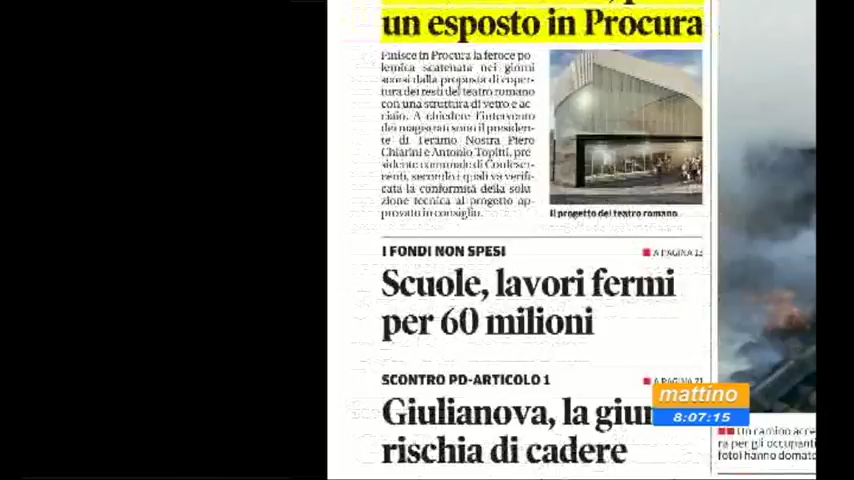 un esposto in Procura
Finisce in Procura la feroce po-
lemica scatenata nei giorni
scorsi dalla proposta di coper-
tura dei resti del teatro romano
con una struttura di vetro e ac-
ciaio. A chiedere l'intervento
dei magistrati sono il presiden-
te di Teramo Nostra Piero
Chiarini e Antonio Topitti, pre-
sidente comunale di Confeser-
centi, secondo i quali va verifi-
cata la conformità della solu-
zione tecnica al progetto ap-
provato in consiglio.
Il progetto del teatro romano
I FONDI NON SPESI
A PAGINA 13
Scuole, lavori fermi
per 60 milioni
SCONTRO PD-ARTICOLO 1
A PAGINA 21
Giulianova, la giun
rischia di cadere
mattino
8:07:15
Un camino acce
ra per gli occupanti
foto) hanno domato